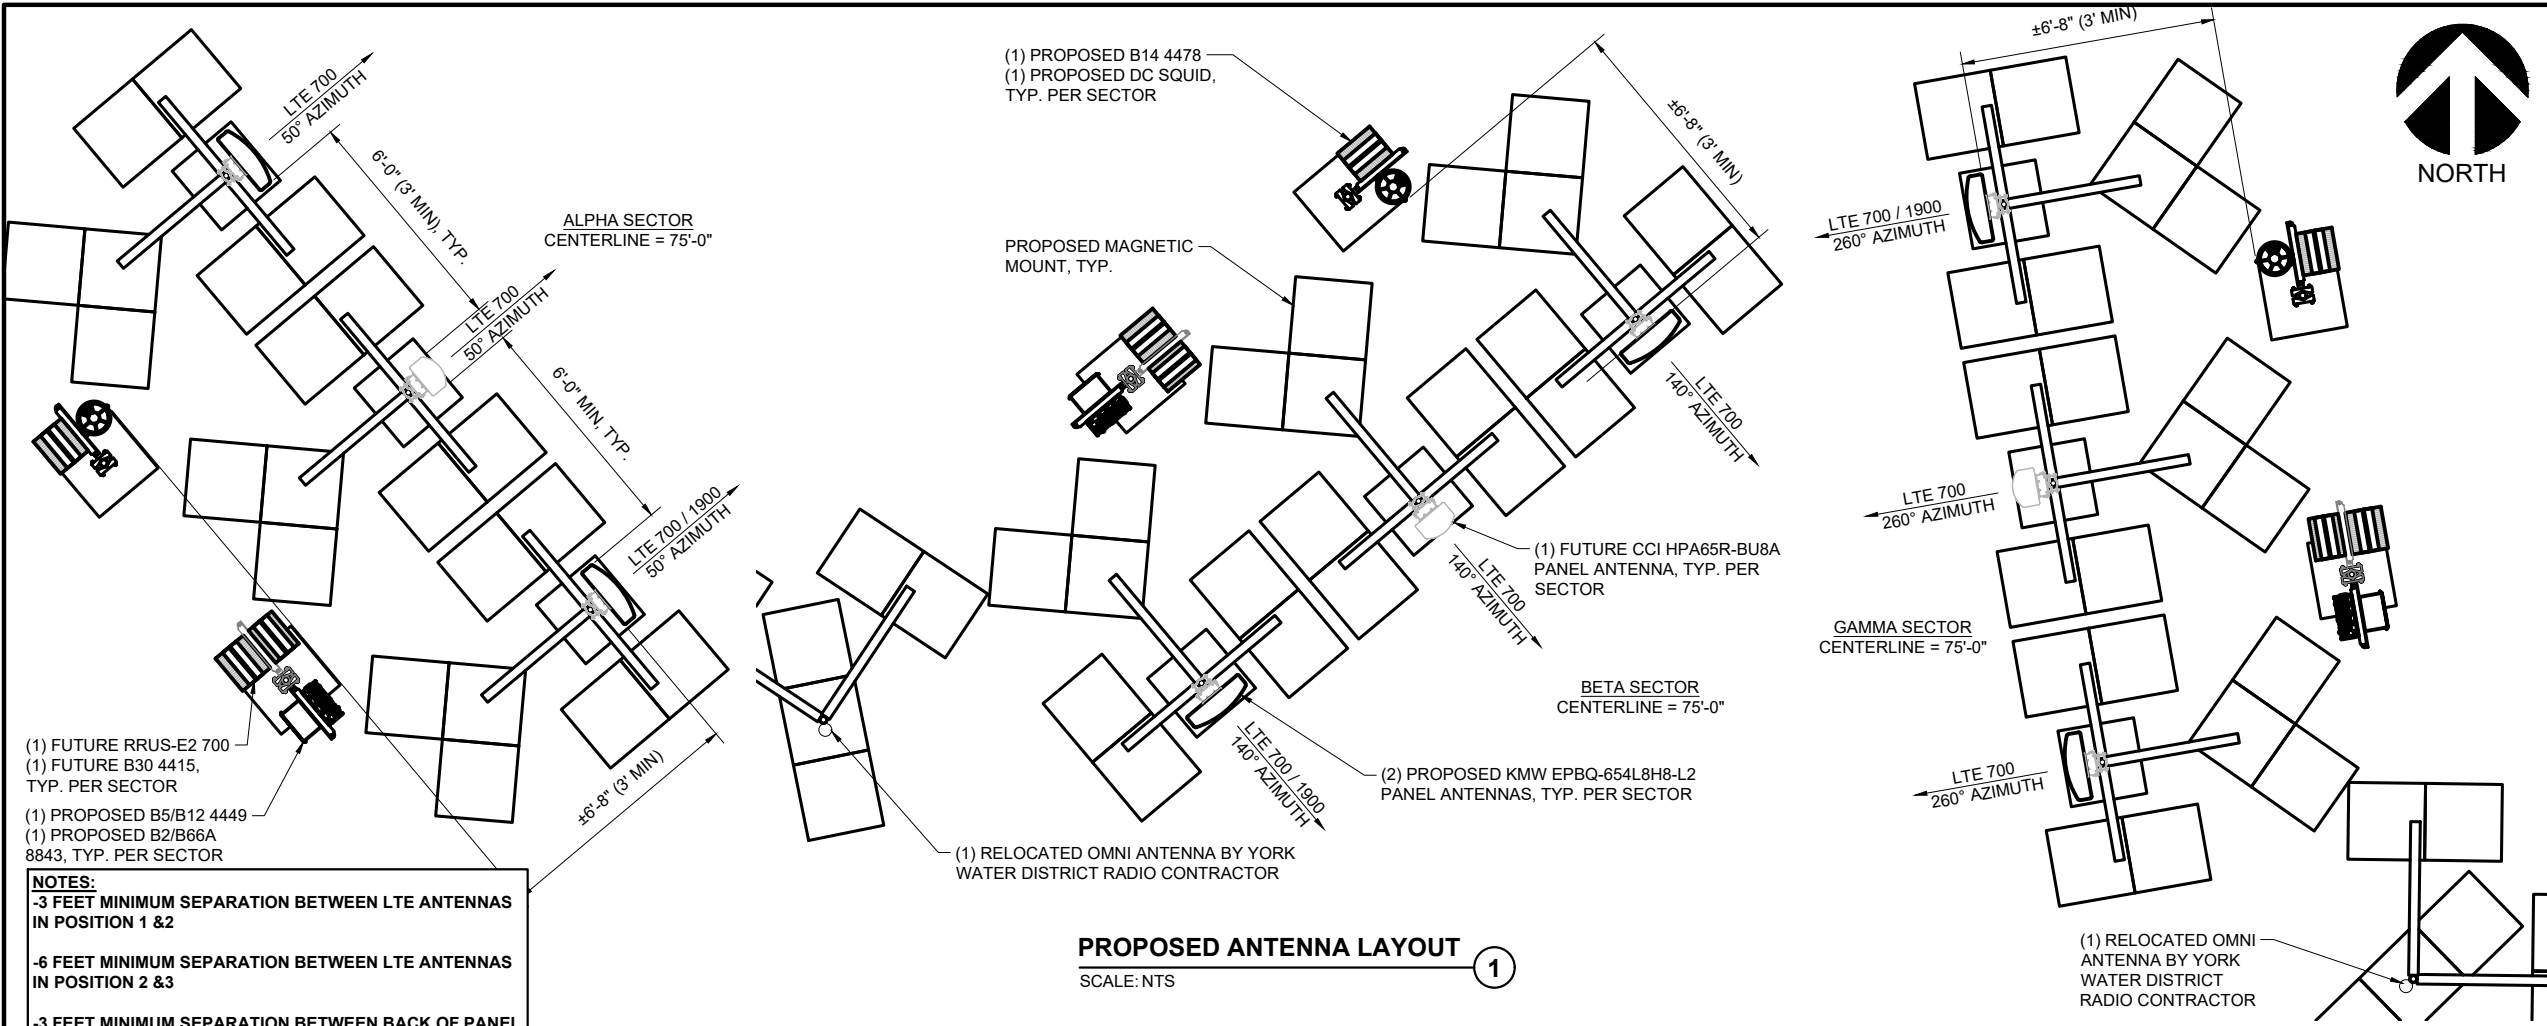 LTE 700
50° AZIMUTH
6'-0" (3' MIN), TYP.
ALPHA SECTOR
CENTERLINE = 75'-0"
LTE 700
50° AZIMUTH
6'-0" MIN, TYP.
LTE 700 / 1900
50° AZIMUTH
±6'-8" (3' MIN)
(1) FUTURE RRUS-E2 700
(1) FUTURE B30 4415,
TYP. PER SECTOR
(1) PROPOSED B5/B12 4449
(1) PROPOSED B2/B66A
8843, TYP. PER SECTOR
NOTES:
-3 FEET MINIMUM SEPARATION BETWEEN LTE ANTENNAS
IN POSITION 1 &2
-6 FEET MINIMUM SEPARATION BETWEEN LTE ANTENNAS
IN POSITION 2 &3
-3 FEET MINIMUM SEPARATION BETWEEN BACK OF PANEL
(1) PROPOSED B14 4478
(1) PROPOSED DC SQUID,
TYP. PER SECTOR
PROPOSED MAGNETIC
MOUNT, TYP.
±6'-8" (3' MIN)
LTE 700
140° AZIMUTH
(1) FUTURE CCI HPA65R-BU8A
PANEL ANTENNA, TYP. PER
SECTOR
LTE 700
140° AZIMUTH
BETA SECTOR
CENTERLINE = 75'-0"
LTE 700 / 1900
140° AZIMUTH
(2) PROPOSED KMW EPBQ-654L8H8-L2
PANEL ANTENNAS, TYP. PER SECTOR
(1) RELOCATED OMNI ANTENNA BY YORK
WATER DISTRICT RADIO CONTRACTOR
PROPOSED ANTENNA LAYOUT
1
SCALE: NTS
±6'-8" (3' MIN)
NORTH
LTE 700 / 1900
260° AZIMUTH
LTE 700
260° AZIMUTH
GAMMA SECTOR
CENTERLINE = 75'-0"
LTE 700
260° AZIMUTH
(1) RELOCATED OMNI
ANTENNA BY YORK
WATER DISTRICT
RADIO CONTRACTOR